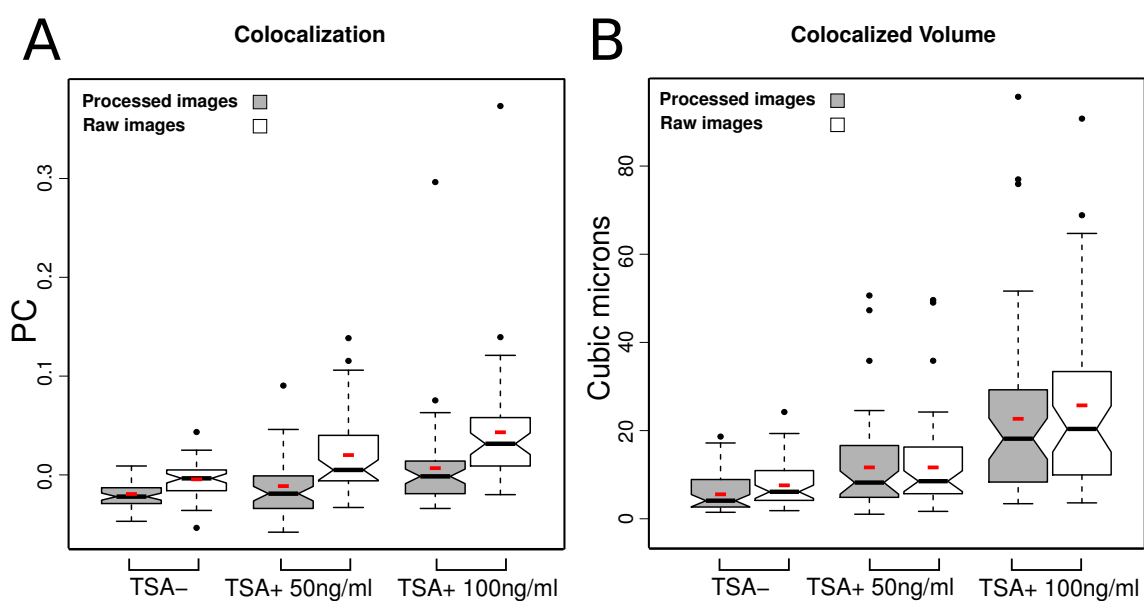 A
Colocalization
Processed images
Raw images
PC
0.3
0.2
0.1
0.0
TSA−
TSA+ 50ng/ml
TSA+ 100ng/ml
B
Colocalized Volume
Processed images
Raw images
Cubic microns
80
60
40
20
0
TSA−
TSA+ 50ng/ml
TSA+ 100ng/ml